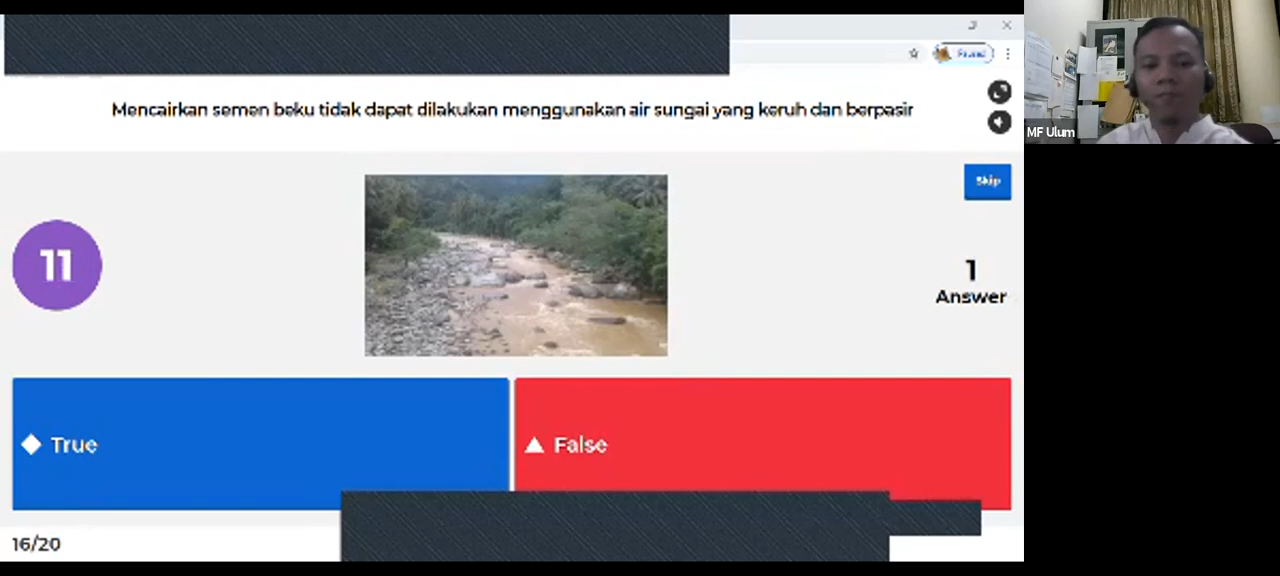 Paused
Mencairkan semen beku tidak dapat dilakukan menggunakan air sungai yang keruh dan berpasir
Skip
11
1
Answer
True
False
16/20
MF Ulum